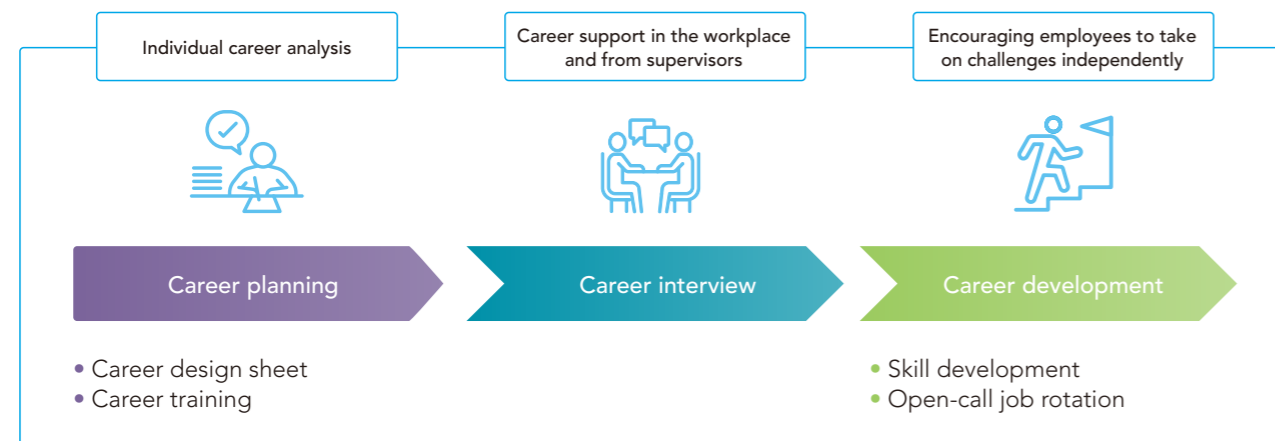 Individual career analysis
Career support in the workplace
and from supervisors
Encouraging employees to take
on challenges independently
Career planning
Career interview
Career development
• Career design sheet
• Career training
• Skill development
• Open-call job rotation